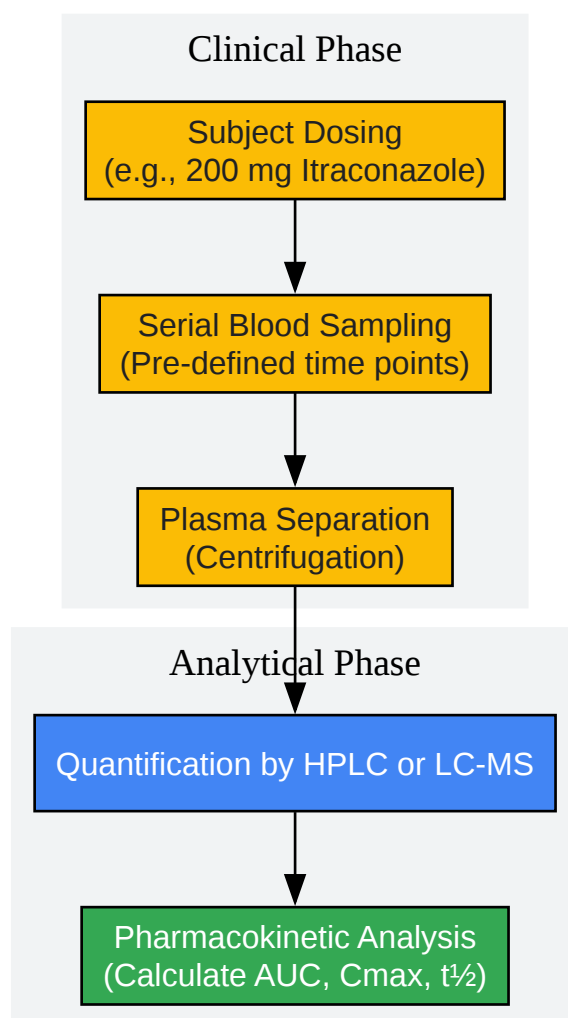 Clinical Phase
Subject Dosing
(e.g., 200 mg Itraconazole)
Serial Blood Sampling
(Pre-defined time points)
Plasma Separation
(Centrifugation)
Analytical Phase
Quantification by HPLC or LC-MS
Pharmacokinetic Analysis
(Calculate AUC, Cmax, t½)